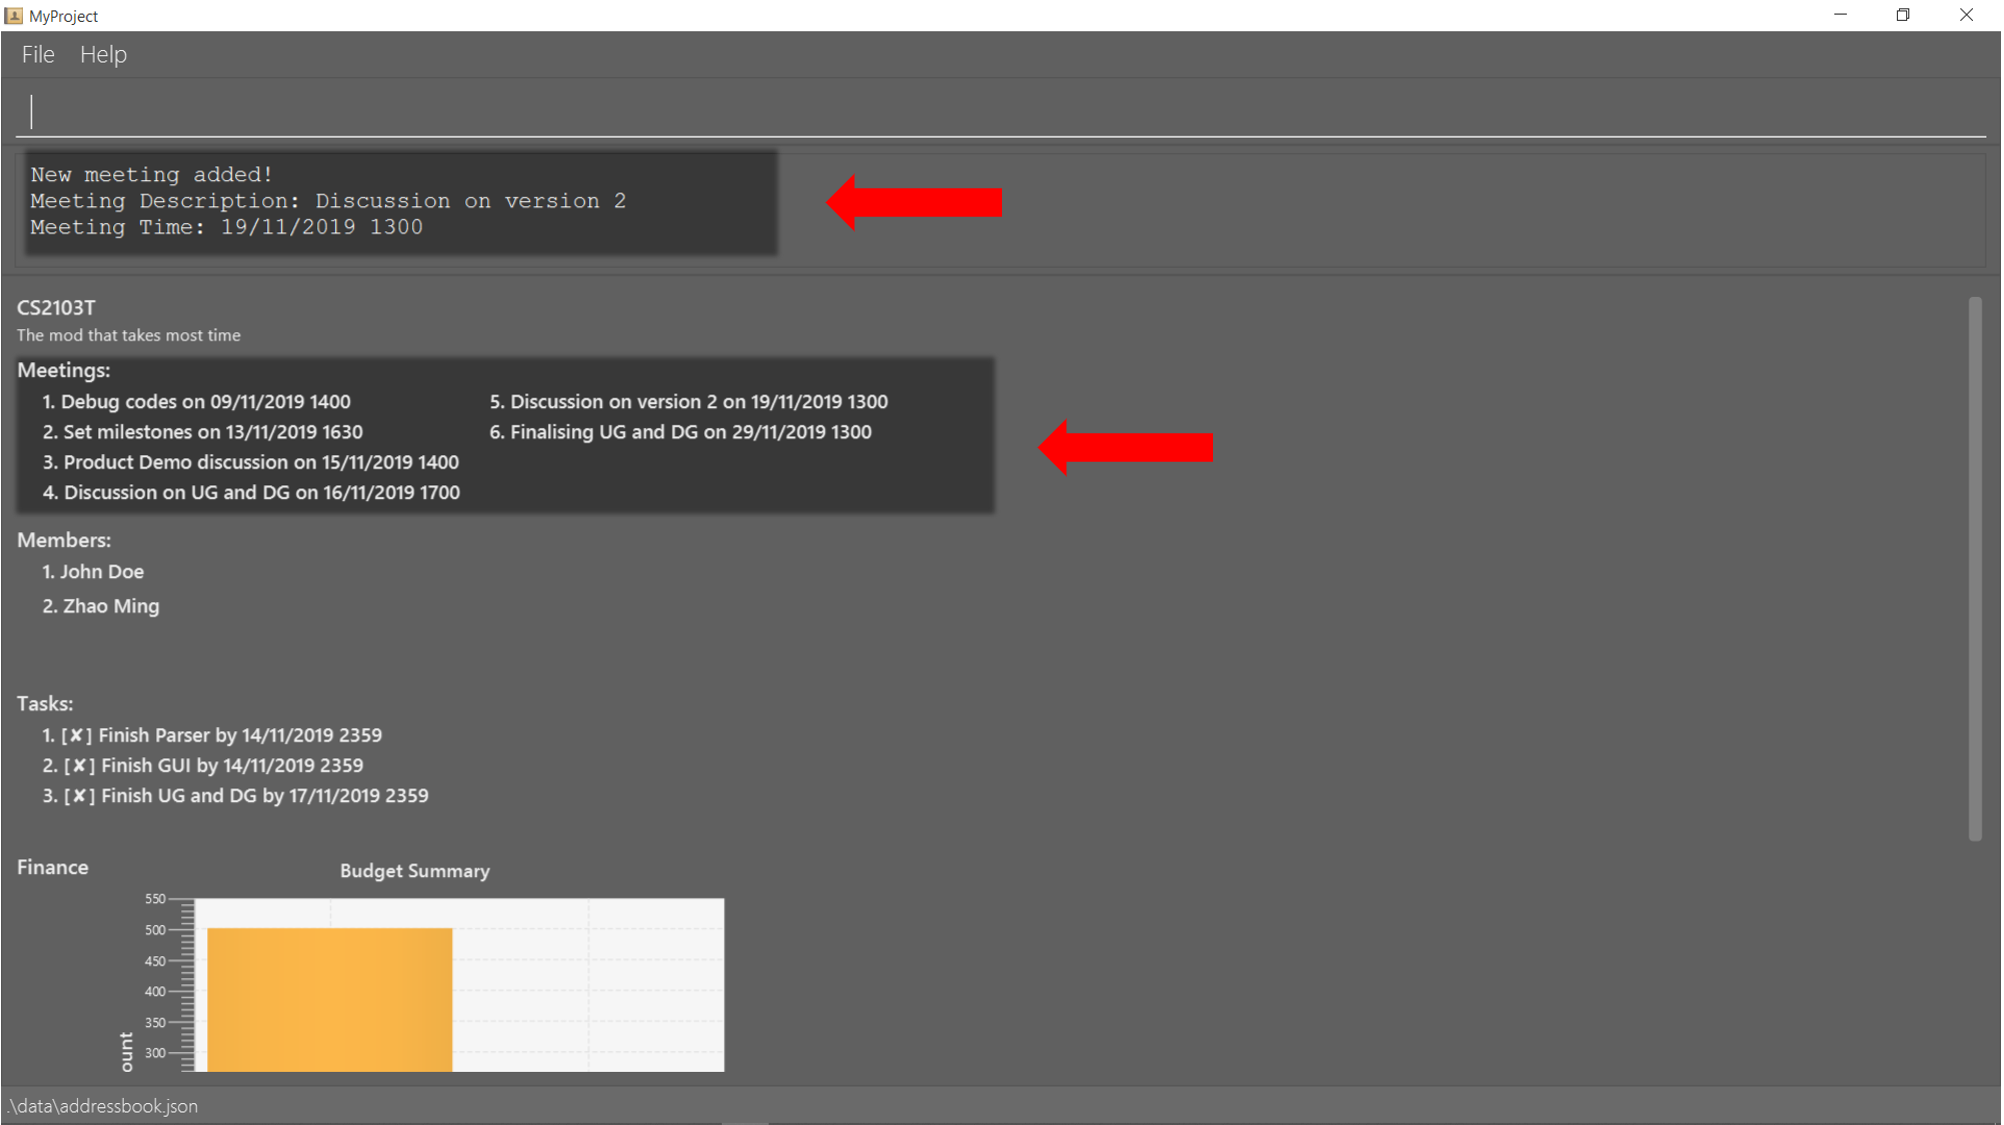 MyProject
File Help
New meeting added!
Meeting Description: Discussion on version 2
Meeting Time: 19/11/2019 1300
CS2103T
The mod that takes most time
Meetings:
1. Debug codes on 09/11/2019 1400
2. Set milestones on 13/11/2019 1630
3. Product Demo discussion on 15/11/2019 1400
4. Discussion on UG and DG on 16/11/2019 1700
5. Discussion on version 2 on 19/11/2019 1300
6. Finalising UG and DG on 29/11/2019 1300
Members:
1. John Doe
2. Zhao Ming
Tasks:
1. [✘] Finish Parser by 14/11/2019 2359
2. [✘] Finish GUI by 14/11/2019 2359
3. [✘] Finish UG and DG by 17/11/2019 2359
Finance
Budget Summary
550
500
450
400
350
300
ount
.\data\addressbook.json